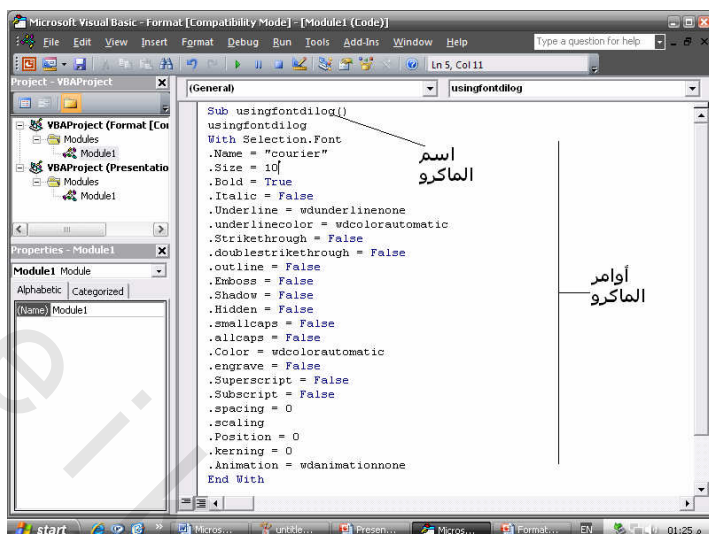 Microsoft Visual Basic - Format [Compatibility Mode] - [Module1 (Code)]
File Edit View Insert Format Debug Run Tools Add-Ins Window Help
Type a question for help
Ln 5, Col 11
Project - VBAProject
(General)
usingfontdilog
VBAProject (Format [Co
Modules
Module1
VBAProject (Presentatio
Modules
Module1
Properties - Module1
Module1 Module
Alphabetic Categorized
(Name) Module1
Sub usingfontdilog()
usingfontdilog
With Selection.Font
.Name = "courier"
.Size = 10
.Bold = True
.Italic = False
.Underline = wdunderlinenone
.underlinecolor = wdcolorautomatic
.Strikethrough = False
.doublestrikethrough = False
.outline = False
.Emboss = False
.Shadow = False
.Hidden = False
.smallcaps = False
.allcaps = False
.Color = wdcolorautomatic
.engrave = False
.Superscript = False
.Subscript = False
.spacing = 0
.scaling
.Position = 0
.kerning = 0
.Animation = wdanimationnone
End With
اسم
الماكرو
أوامر
الماكرو
start
Micros...
untitle...
Presen...
Micros...
Format...
EN
01:25 م